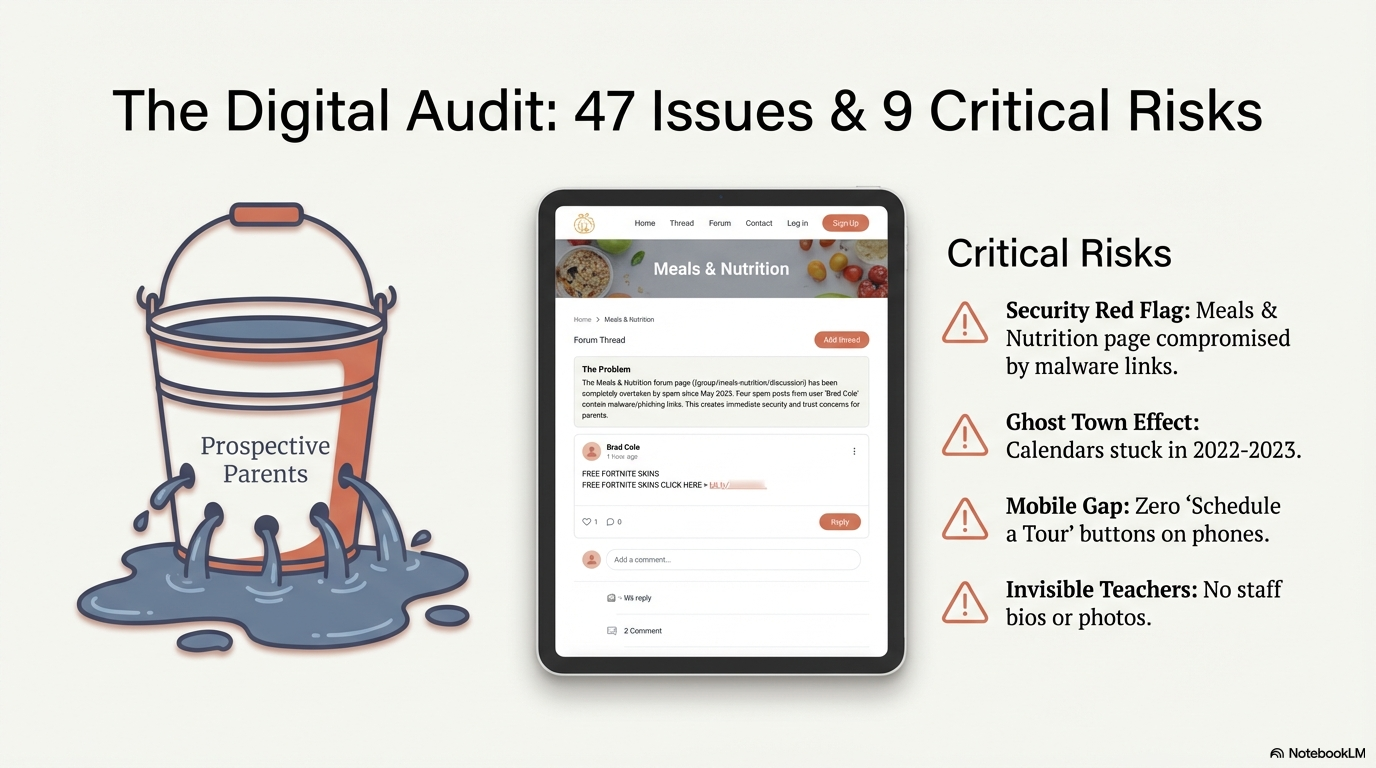 The Digital Audit: 47 Issues & 9 Critical Risks
Prospective
Parents
Home Thread Ferum Contact Leg in Sign Up
Meals & Nutrition
Home > Meals & Nutrition
Forum Thread
Add thread
The Problem
The Meals & Nutrition forum page (/group/meals-nutrition/discussion) has been
completely overtaken by spam since May 2023. Feur spem posts from user 'Bred Cole'
contein malware/phiching links. This creates immediate security and trust concerns for
parents.
Brad Cole
1 hour age
FREE FORTNITE SKINS
FREE FORTNITE SKINS CLICK HERE >
1 0
Reply
Add a comment...
reply
2 Comment
Critical Risks
Security Red Flag: Meals &
Nutrition page compromised
by malware links.
Ghost Town Effect:
Calendars stuck in 2022-2023.
Mobile Gap: Zero ‘Schedule
a Tour’ buttons on phones.
Invisible Teachers: No staff
bios or photos.
NotebookLM